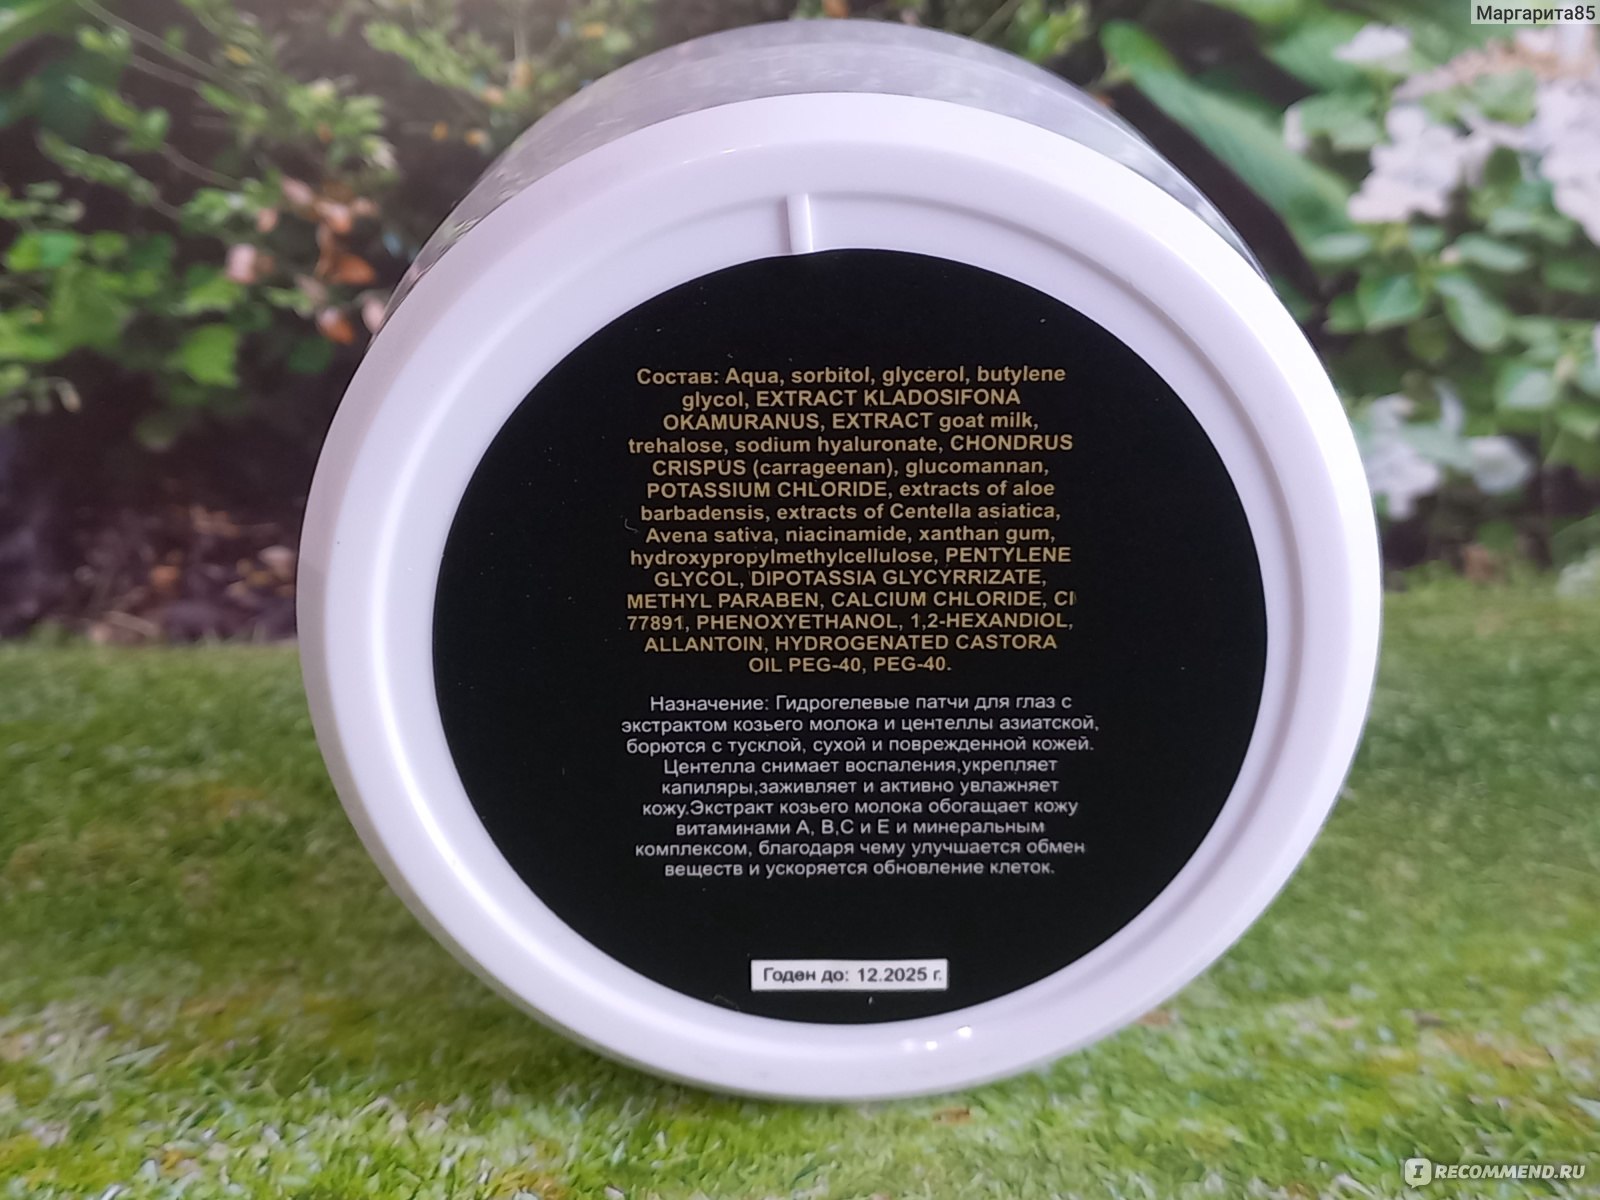 Маргарита85
Состав: Aqua, sorbitol, glycerol, butylene
glycol, EXTRACT KLADOSIFONA
OKAMURANUS, EXTRACT goat milk,
trehalose, sodium hyaluronate, CHONDRUS
CRISPUS (carrageenan), glucomannan,
POTASSIUM CHLORIDE, extracts of aloe
barbadensis, extracts of Centella asiatica,
Avena sativa, niacinamide, xanthan gum,
hydroxypropylmethylcellulose, PENTYLENE
GLYCOL, DIPOTASSIA GLYCYRRIZATE,
METHYL PARABEN, CALCIUM CHLORIDE, CI
77891, PHENOXYETHANOL, 1,2-HEXANDIOL,
ALLANTOIN, HYDROGENATED CASTORA
OIL PEG-40, PEG-40.
Назначение: Гидрогелевые патчи для глаз с
экстрактом козьего молока и центеллы азиатской,
борются с тусклой, сухой и поврежденной кожей.
Центелла снимает воспаления,укрепляет
капиляры,заживляет и активно увлажняет
кожу.Экстракт козьего молока обогащает кожу
витаминами А, В,С и Е и минеральным
комплексом, благодаря чему улучшается обмен
веществ и ускоряется обновление клеток.
Годен до: 12.2025 г.
IRECOMMEND.RU